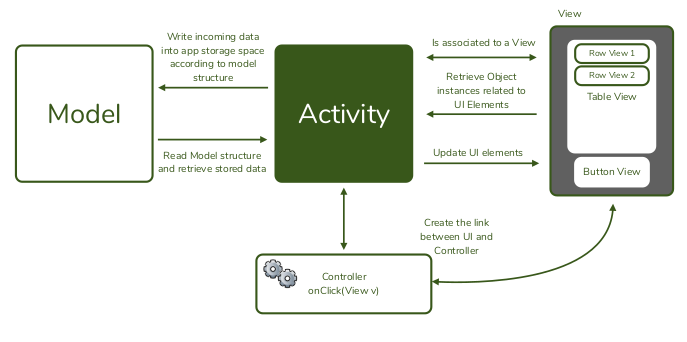 View
Write incoming data
into app storage space
according to model
structure
Model
Read Model structure
and retrieve stored data
Activity
Is associated to a View
Retrieve Object
instances related to
UI Elements
Update UI elements
Row View 1
Row View 2
Table View
Button View
Create the link
between UI and
Controller
Controller
onClick(View v)